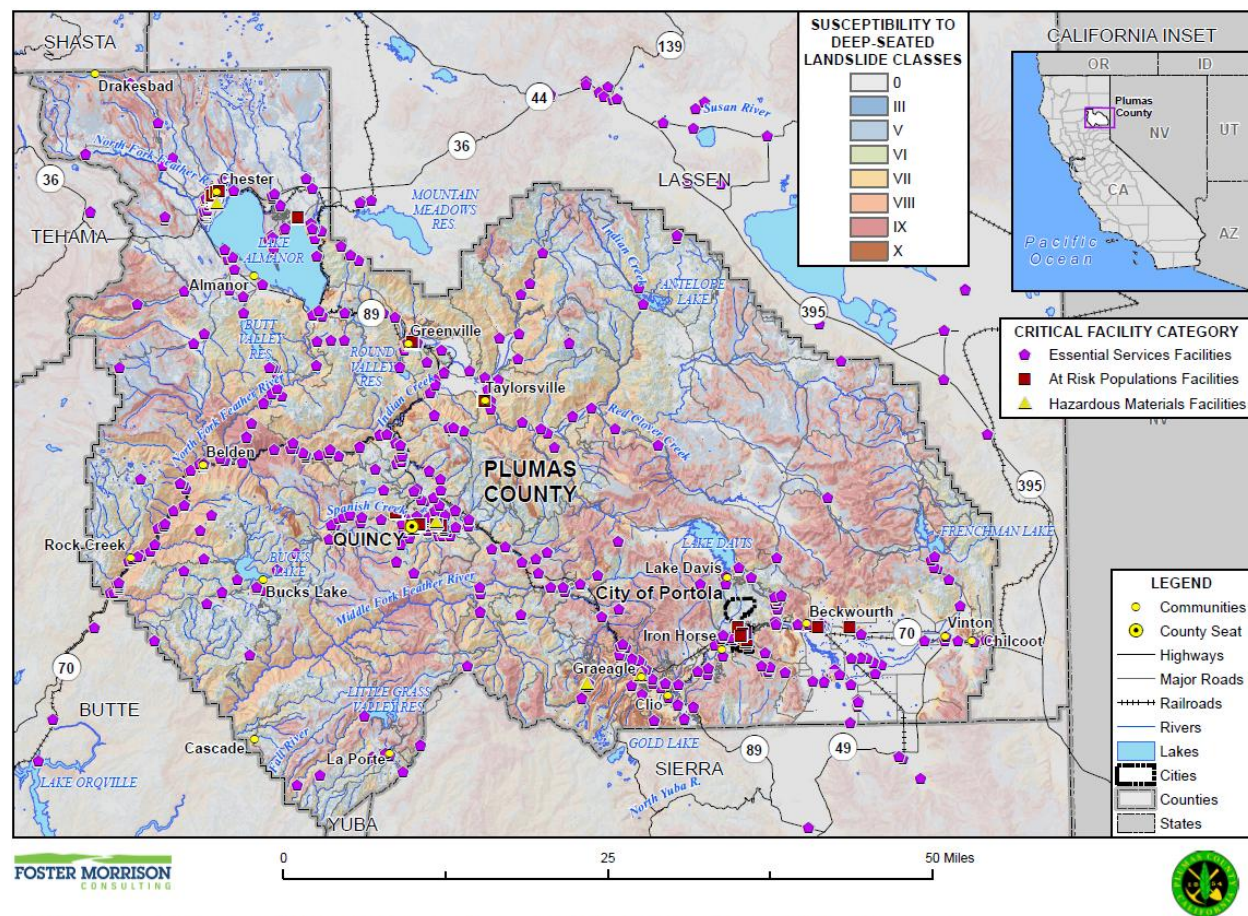 SHASTA
Drakesbad
139
44
Susan River
36
North Fork Feather R.
Chester
36
LASSEN
MOUNTAIN
MEADOWS
RES.
TEHAMA
LAKE
ALMANOR
Almanor
Indian Creek
ANTELOPE
LAKE
395
89
Greenville
BUTT
VALLEY
RES.
ROUND
VALLEY
RES.
Taylorsville
North Fork Feather River
Indian Creek
Red Clover Creek
Belden
PLUMAS
COUNTY
395
Spanish Creek
QUINCY
FRENCHMAN LAKE
Rock Creek
LAKE DAVIS
BUCKS
LAKE
Bucks Lake
Lake Davis
Middle Fork Feather River
City of Portola
Beckwourth
Vinton
Iron Horse
70
Chilcoot
70
Graeagle
BUTTE
LITTLE GRASS
VALLEY RES.
Clio
Cascade
Fall River
La Porte
GOLD LAKE
89
49
SIERRA
LAKE OROVILLE
North Yuba R.
YUBA
SUSCEPTIBILITY TO
DEEP-SEATED
LANDSLIDE CLASSES
0
III
V
VI
VII
VIII
IX
X
CALIFORNIA INSET
OR
ID
Plumas
County
NV
UT
CA
AZ
Pacific
Ocean
CRITICAL FACILITY CATEGORY
Essential Services Facilities
At Risk Populations Facilities
Hazardous Materials Facilities
NV
LEGEND
Communities
County Seat
Highways
Major Roads
Railroads
Rivers
Lakes
Cities
Counties
States
FOSTER MORRISON
CONSULTING
0
25
50 Miles
PLUMAS COUNTY
1854
CALIFORNIA